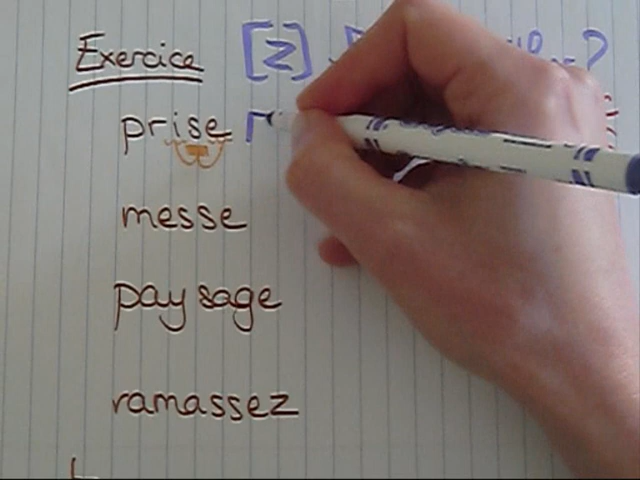 Exercice [z] ?
prise [
messe
paysage
ramassez